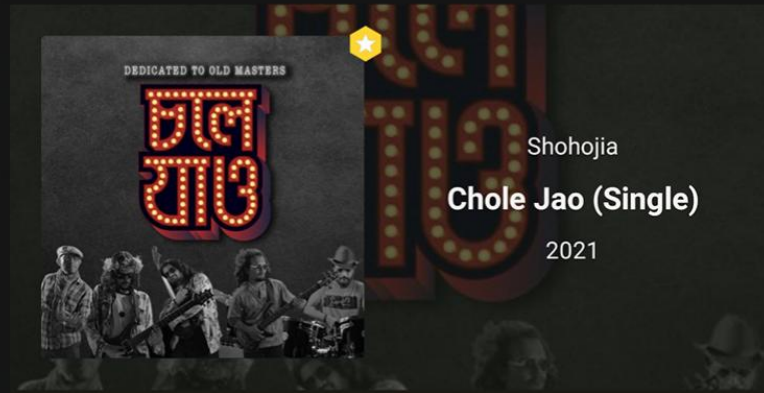 DEDICATED TO OLD MASTERS
চলে
যাও
Shohojia
Chole Jao (Single)
2021